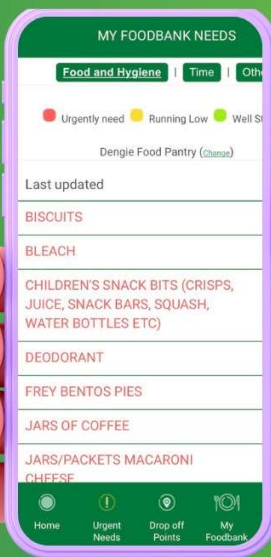 MY FOODBANK NEEDS
Food and Hygiene | Time | Oth
Urgently need Running Low Well St
Dengie Food Pantry (Change)
Last updated
BISCUITS
BLEACH
CHILDREN'S SNACK BITS (CRISPS,
JUICE, SNACK BARS, SQUASH,
WATER BOTTLES ETC)
DEODORANT
FREY BENTOS PIES
JARS OF COFFEE
JARS/PACKETS MACARONI
CHEESE
Home Urgent Drop off My
Needs Points Foodbank